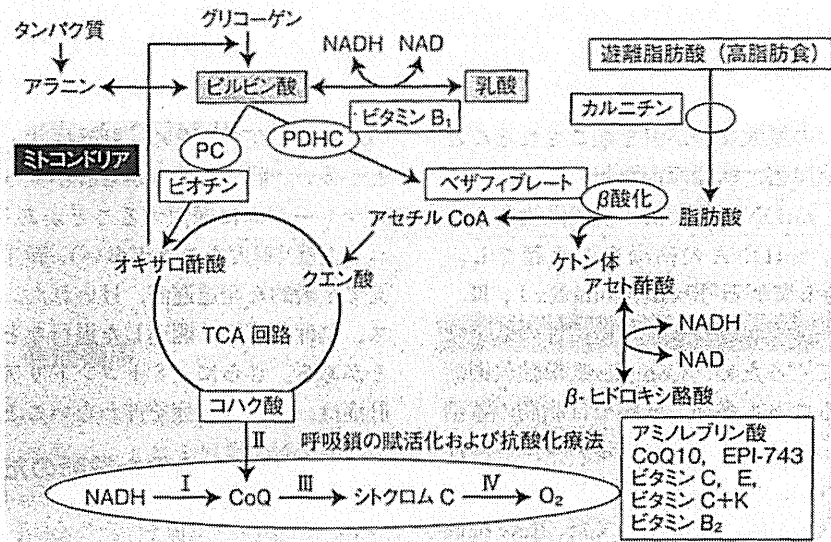 グリコーゲン
タンパク質
NADH NAD
遊離脂肪酸（高脂肪食）
アラニン
ピルビン酸
乳酸
カルニチン
ビタミン B₁
PC
PDHC
ミトコンドリア
ビオチン
ベザフィブレート
β酸化
アセチル CoA
脂肪酸
オキサロ酢酸
クエン酸
ケトン体
アセト酢酸
TCA 回路
NADH
NAD
β-ヒドロキシ酪酸
コハク酸
Ⅱ
呼吸鎖の賦活化および抗酸化療法
アミノレブリン酸
CoQ10, EPI-743
ビタミン C, E,
ビタミン C+K
ビタミン B₂
NADH Ⅰ CoQ Ⅲ シトクロム C Ⅳ O₂